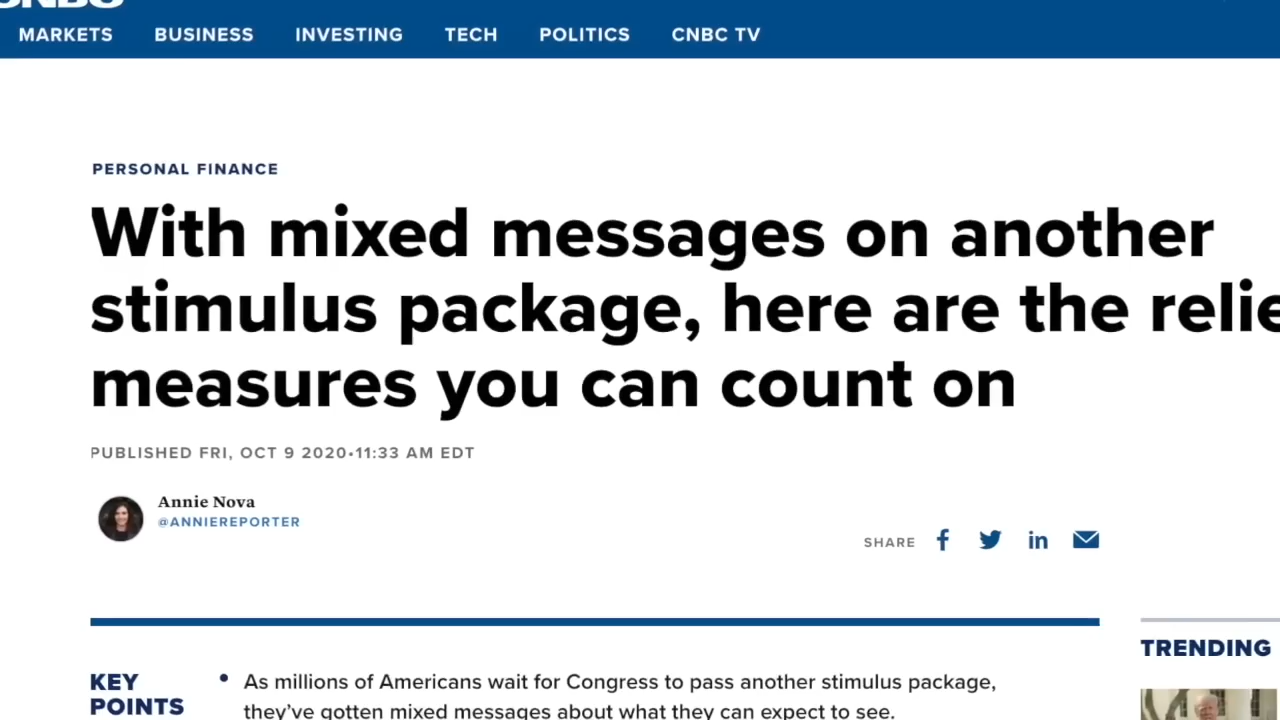 CNBC
MARKETS BUSINESS INVESTING TECH POLITICS CNBC TV
PERSONAL FINANCE
With mixed messages on another
stimulus package, here are the relie
measures you can count on
PUBLISHED FRI, OCT 9 2020•11:33 AM EDT
Annie Nova
@ANNIEREPORTER
SHARE
TRENDING
KEY
POINTS
• As millions of Americans wait for Congress to pass another stimulus package,
they’ve gotten mixed messages about what they can expect to see.